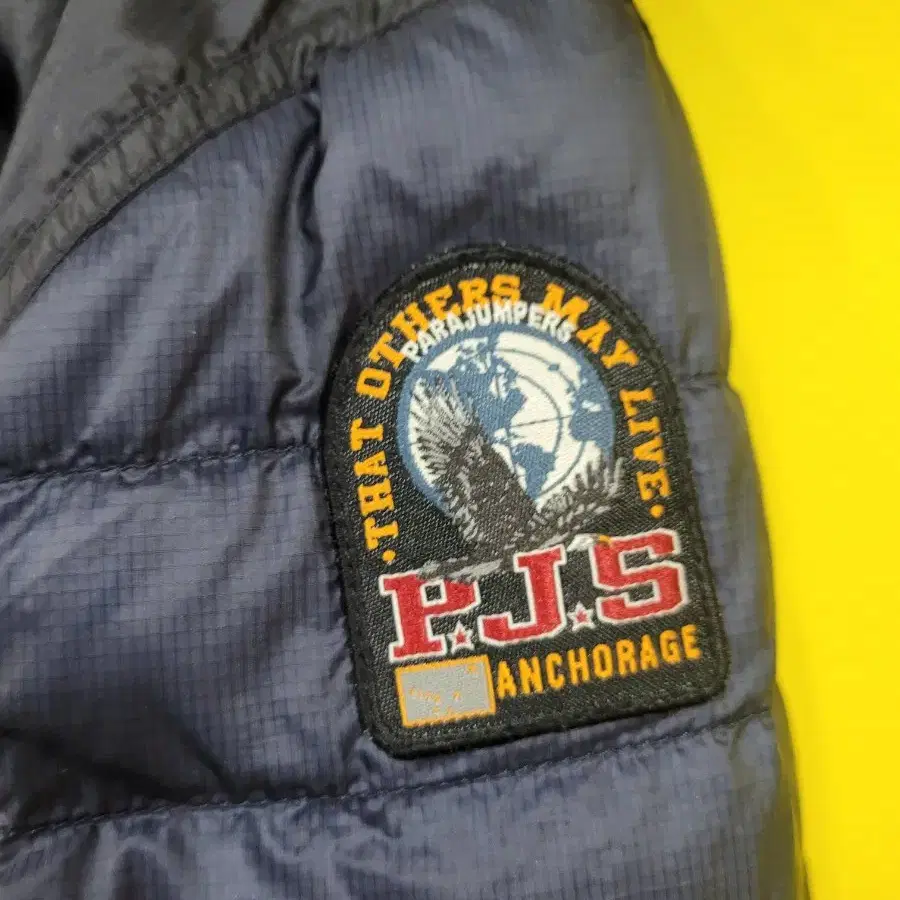 ·THAT OTHERS MAY LIVE·
PARAJUMPERS
P.J.S
ANCHORAGE